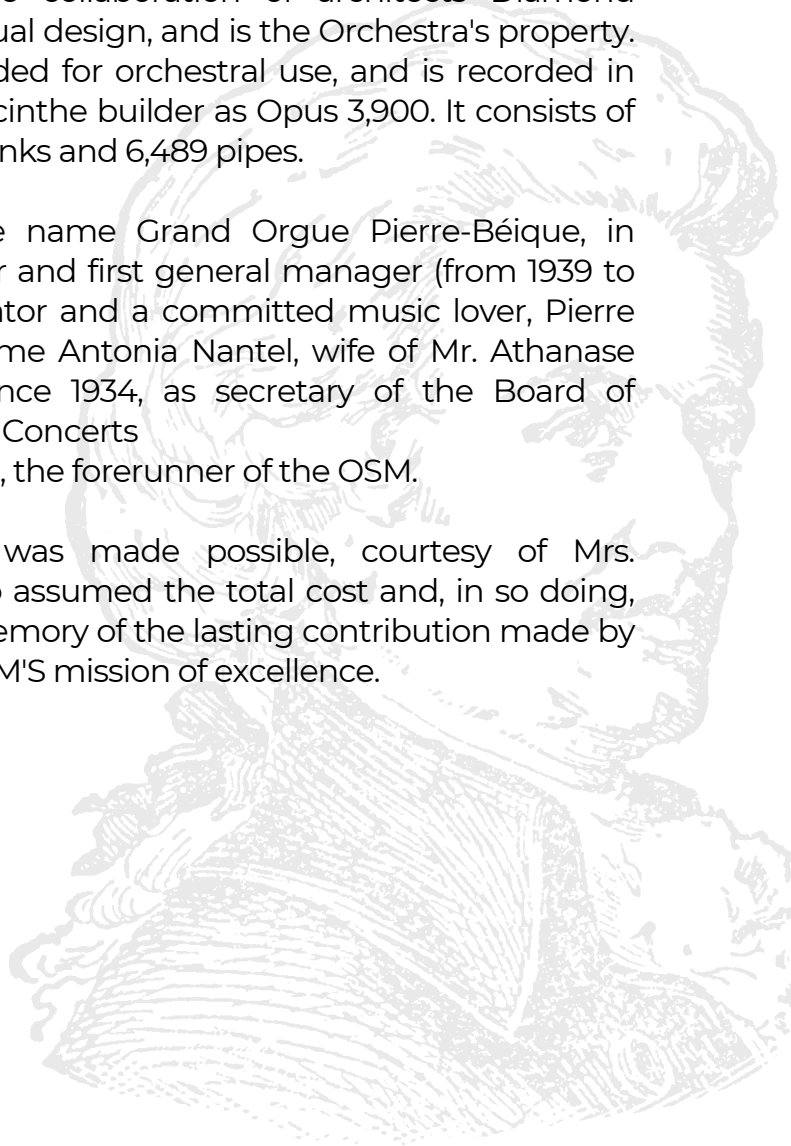 collaboration of architects Diamond
ual design, and is the Orchestra's property.
ded for orchestral use, and is recorded in
cinthe builder as Opus 3,900. It consists of
nks and 6,489 pipes.
e name Grand Orgue Pierre-Béique, in
r and first general manager (from 1939 to
ator and a committed music lover, Pierre
me Antonia Nantel, wife of Mr. Athanase
nce 1934, as secretary of the Board of
Concerts
, the forerunner of the OSM.
was made possible, courtesy of Mrs.
o assumed the total cost and, in so doing,
emory of the lasting contribution made by
M'S mission of excellence.